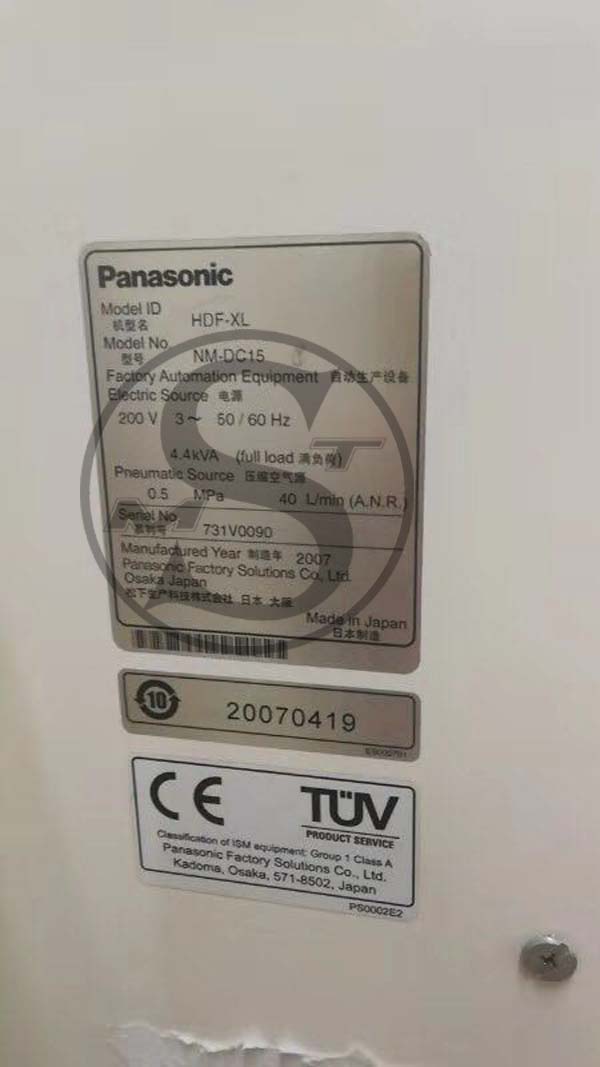 Panasonic
Model ID
机型名 HDF-XL
Model No.
型号 NM-DC15
Factory Automation Equipment 自动生产设备
Electric Source 电源
200 V 3~ 50/60 Hz
4.4kVA (full load 满负荷)
Pneumatic Source 压缩空气源
0.5 MPa 40 L/min (A.N.R.)
Serial No.
731V0090
Manufactured Year 制造年 2007
Panasonic Factory Solutions Co., Ltd.
Osaka Japan
松下生产科技株式会社 日本 大阪
Made in Japan
日本制造
10
20070419
CE
TÜV
PRODUCT SERVICE
Classification of ISM equipment: Group 1 Class A
Panasonic Factory Solutions Co., Ltd.
Kadoma, Osaka, 571-8502, Japan
PS0002E2
MST